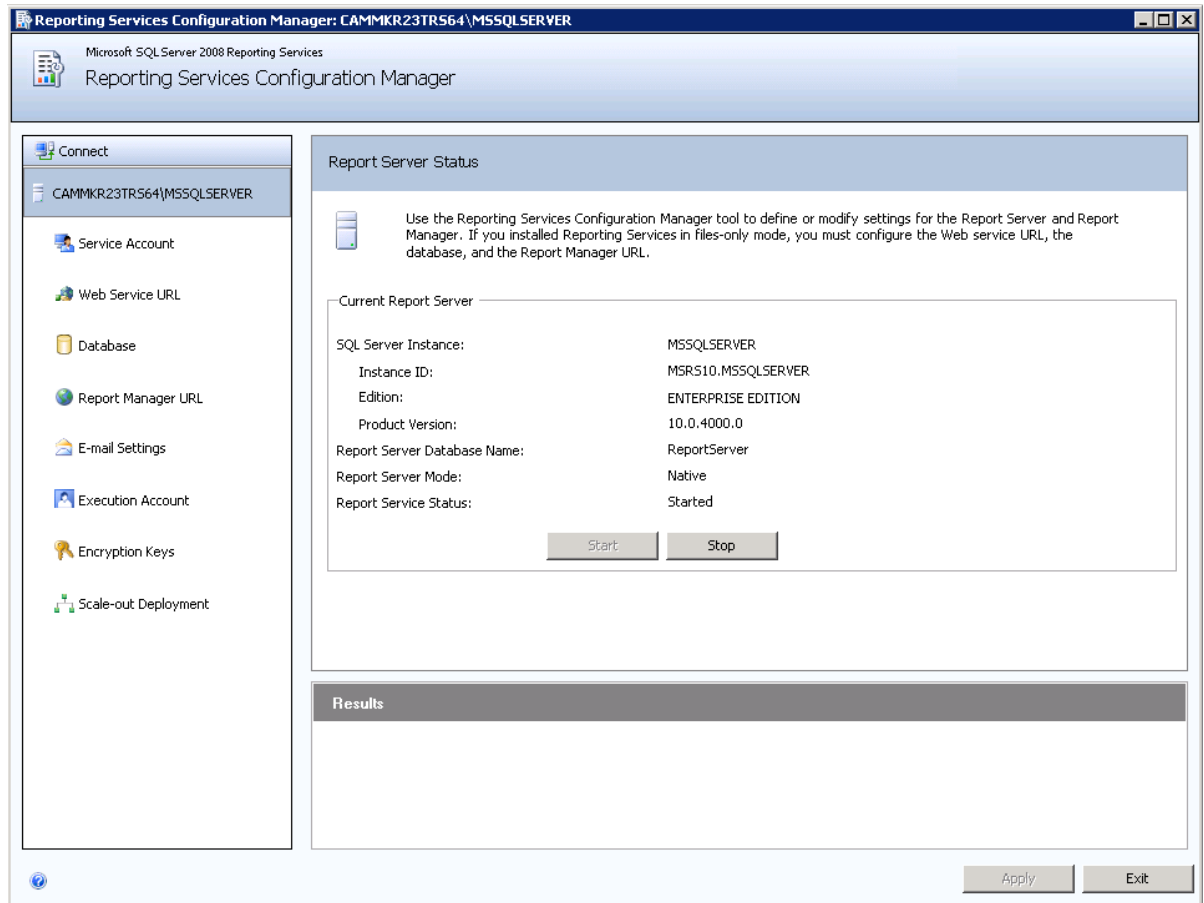 Reporting Services Configuration Manager: CAMMKR23TRS64\MSSQLSERVER
Microsoft SQL Server 2008 Reporting Services
Reporting Services Configuration Manager
Connect
CAMMKR23TRS64\MSSQLSERVER
Service Account
Web Service URL
Database
Report Manager URL
E-mail Settings
Execution Account
Encryption Keys
Scale-out Deployment
Report Server Status
Use the Reporting Services Configuration Manager tool to define or modify settings for the Report Server and Report
Manager. If you installed Reporting Services in files-only mode, you must configure the Web service URL, the
database, and the Report Manager URL.
Current Report Server
SQL Server Instance: MSSQLSERVER
Instance ID: MSRS10.MSSQLSERVER
Edition: ENTERPRISE EDITION
Product Version: 10.0.4000.0
Report Server Database Name: ReportServer
Report Server Mode: Native
Report Service Status: Started
Start Stop
Results
Apply Exit